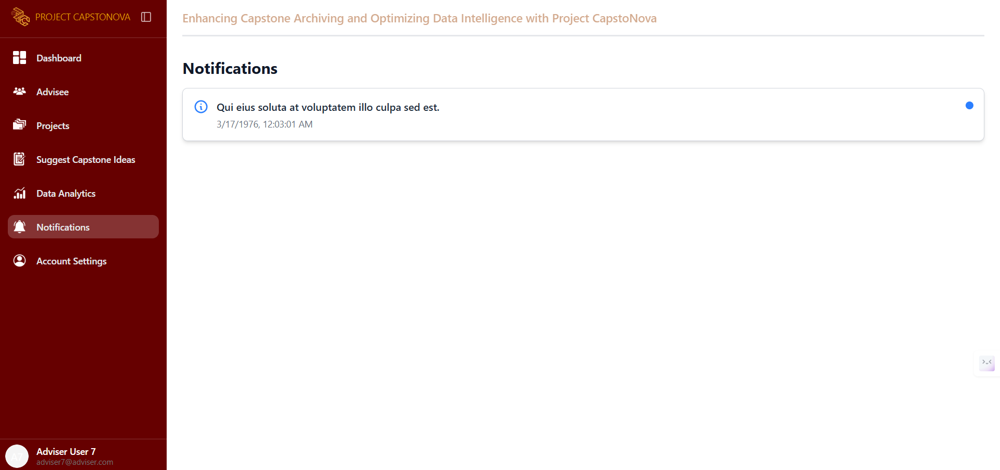 PROJECT CAPSTONOVA
Enhancing Capstone Archiving and Optimizing Data Intelligence with Project CapstoNova
Dashboard
Advisee
Projects
Suggest Capstone Ideas
Data Analytics
Notifications
Account Settings
Notifications
Qui eius soluta at voluptatem illo culpa sed est.
3/17/1976, 12:03:01 AM
A7
Adviser User 7
adviser7@adviser.com